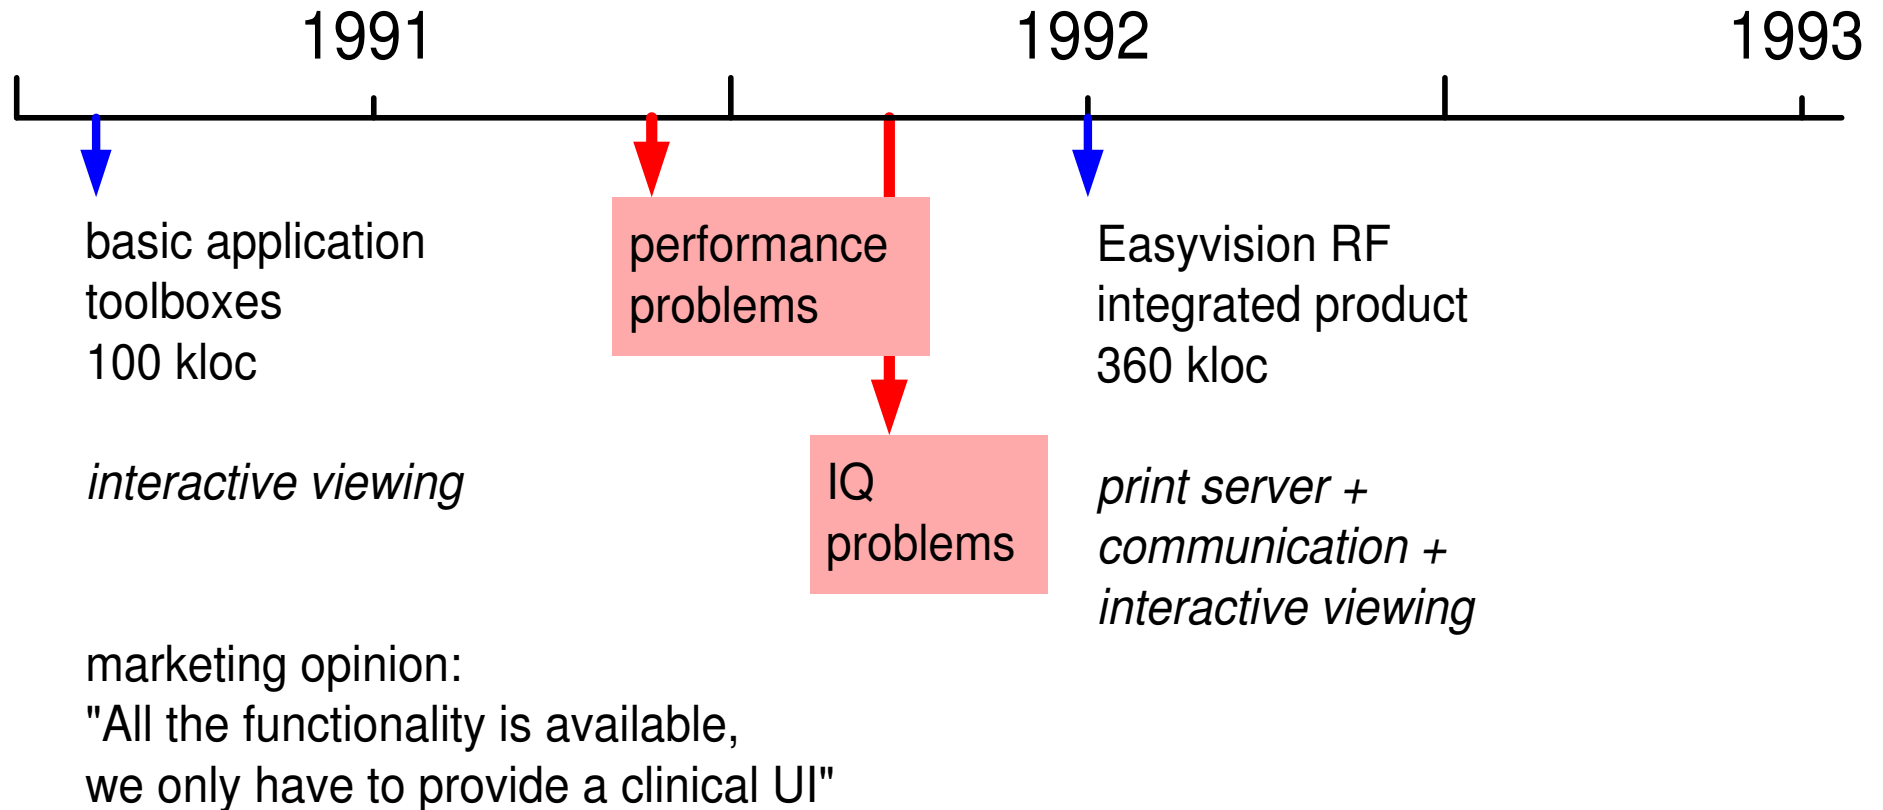 1991
1992
1993
basic application
toolboxes
100 kloc
interactive viewing
performance
problems
IQ
problems
Easyvision RF
integrated product
360 kloc
print server +
communication +
interactive viewing
marketing opinion:
"All the functionality is available,
we only have to provide a clinical UI"